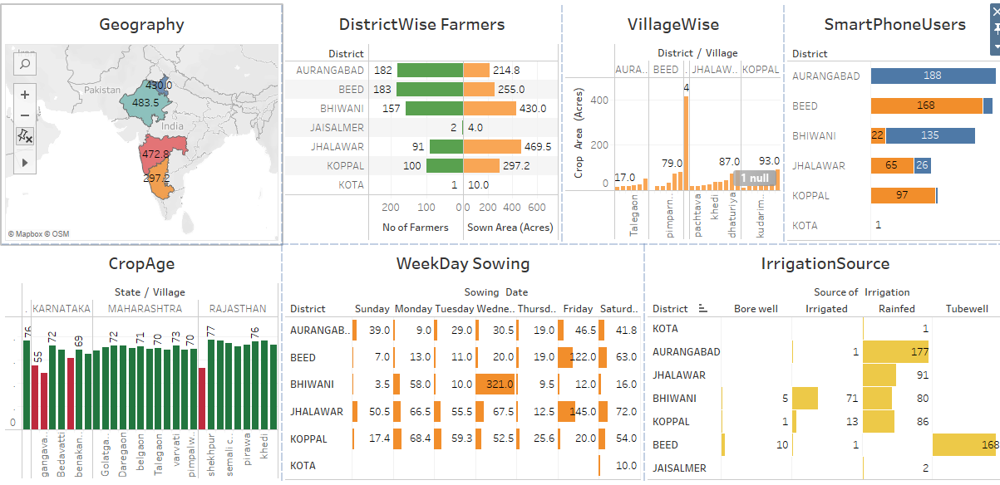 Geography
DistrictWise Farmers
VillageWise
SmartPhoneUsers
Pakistan
India
430.0
483.5
472.8
297.2
© Mapbox © OSM
District
AURANGABAD 182 214.8
BEED 183 255.0
BHIWANI 157 430.0
JAISALMER 2 4.0
JHALAWAR 91 469.5
KOPPAL 100 297.2
KOTA 1 10.0
200 100 0 0 200 400 600
No of Farmers Sown Area (Acres)
District / Village
AURA.. BEED . JHALAW.. KOPPAL
Crop Area (Acres)
400
200
0
4
17.0 79.0 87.0 93.0
1 null
Talegaon
pimparn..
pachtava
khedi
dhaturiya
kudarim..
District
AURANGABAD 188
BEED 168
BHIWANI 22 135
JHALAWAR 65 26
KOPPAL 97
KOTA 1
CropAge
WeekDay Sowing
IrrigationSource
State / Village
. KARNATAKA MAHARASHTRA RAJASTHAN
76 55 72 69 72 71 70 73 70 77 76
0
gangava..
Bedavatti
benakan..
Golatga..
Daregaon
belgaon
Talegaon
varvati
pimpalw..
shekhpur
semali c..
pirawa
khedi
Sowing Date
District Sunday Monday Tuesday Wedne.. Thursd.. Friday Saturd..
AURANGAB.. 39.0 9.0 29.0 30.5 19.0 46.5 41.8
BEED 7.0 13.0 11.0 20.0 19.0 122.0 63.0
BHIWANI 3.5 58.0 10.0 321.0 9.5 12.0 16.0
JHALAWAR 50.5 66.5 55.5 67.5 12.5 145.0 72.0
KOPPAL 17.4 68.4 59.3 52.5 25.6 20.0 54.0
KOTA 10.0
Source of Irrigation
District Bore well Irrigated Rainfed Tubewell
KOTA 1
AURANGABAD 1 177
JHALAWAR 91
BHIWANI 5 71 80
KOPPAL 1 13 86
BEED 10 1 168
JAISALMER 2